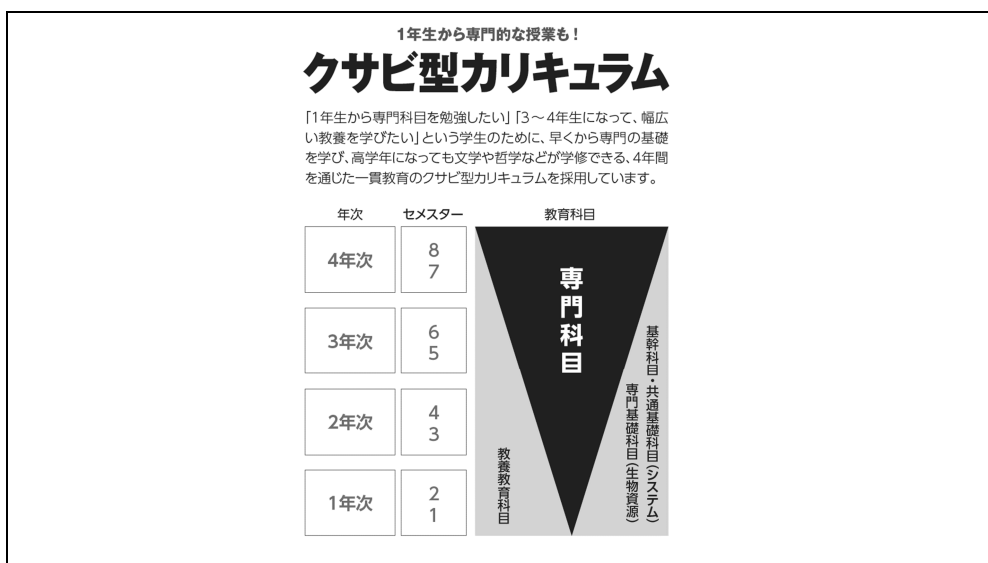 1年生から専門的な授業も！
クサビ型カリキュラム
「1年生から専門科目を勉強したい」「3～4年生になって、幅広
い教養を学びたい」という学生のために、早くから専門の基礎
を学び、高学年になっても文学や哲学などが学修できる、4年間
を通じた一貫教育のクサビ型カリキュラムを採用しています。
年次 セメスター 教育科目
4年次
8
7
3年次
6
5
2年次
4
3
1年次
2
1
専門科目
教養教育科目
基幹科目・共通基礎科目（システム）
専門基礎科目（生物資源）